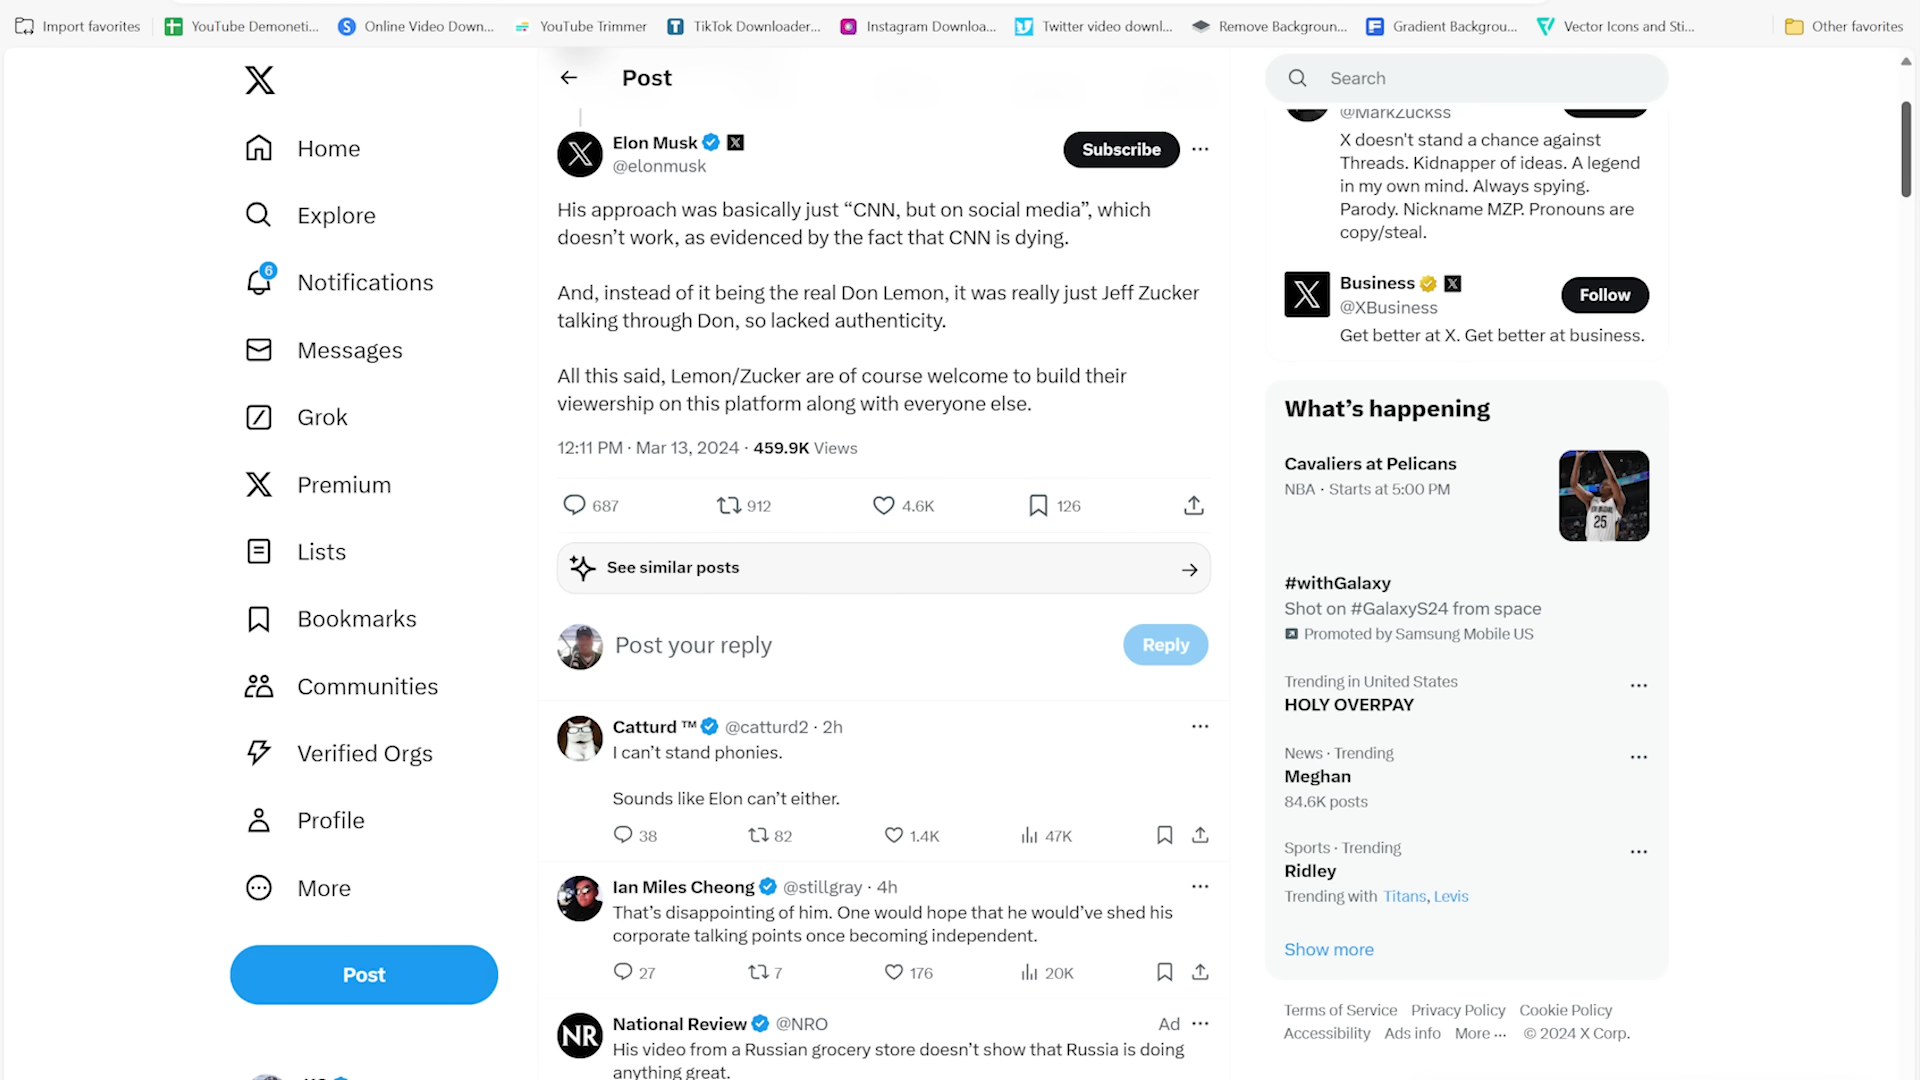 Import favorites
YouTube Demoneti...
Online Video Down...
YouTube Trimmer
TikTok Downloader...
Instagram Downloa...
Twitter video downl...
Remove Backgroun...
Gradient Backgrou...
Vector Icons and Sti...
Other favorites
Home
Explore
6
Notifications
Messages
Grok
Premium
Lists
Bookmarks
Communities
Verified Orgs
Profile
More
Post
Post
Elon Musk
@elonmusk
Subscribe
His approach was basically just “CNN, but on social media”, which
doesn’t work, as evidenced by the fact that CNN is dying.
And, instead of it being the real Don Lemon, it was really just Jeff Zucker
talking through Don, so lacked authenticity.
All this said, Lemon/Zucker are of course welcome to build their
viewership on this platform along with everyone else.
12:11 PM · Mar 13, 2024 · 459.9K Views
687 912 4.6K 126
See similar posts
Post your reply
Reply
Catturd ™ @catturd2 · 2h
I can’t stand phonies.
Sounds like Elon can’t either.
38 82 1.4K 47K
Ian Miles Cheong @stillgray · 4h
That’s disappointing of him. One would hope that he would’ve shed his
corporate talking points once becoming independent.
27 7 176 20K
NR
National Review @NRO Ad
His video from a Russian grocery store doesn’t show that Russia is doing
anything great.
Search
@MarkZuckss
X doesn't stand a chance against
Threads. Kidnapper of ideas. A legend
in my own mind. Always spying.
Parody. Nickname MZP. Pronouns are
copy/steal.
Business
@XBusiness
Follow
Get better at X. Get better at business.
What’s happening
Cavaliers at Pelicans
NBA · Starts at 5:00 PM
25
#withGalaxy
Shot on #GalaxyS24 from space
Promoted by Samsung Mobile US
Trending in United States
HOLY OVERPAY
News · Trending
Meghan
84.6K posts
Sports · Trending
Ridley
Trending with Titans, Levis
Show more
Terms of Service Privacy Policy Cookie Policy
Accessibility Ads info More ··· © 2024 X Corp.